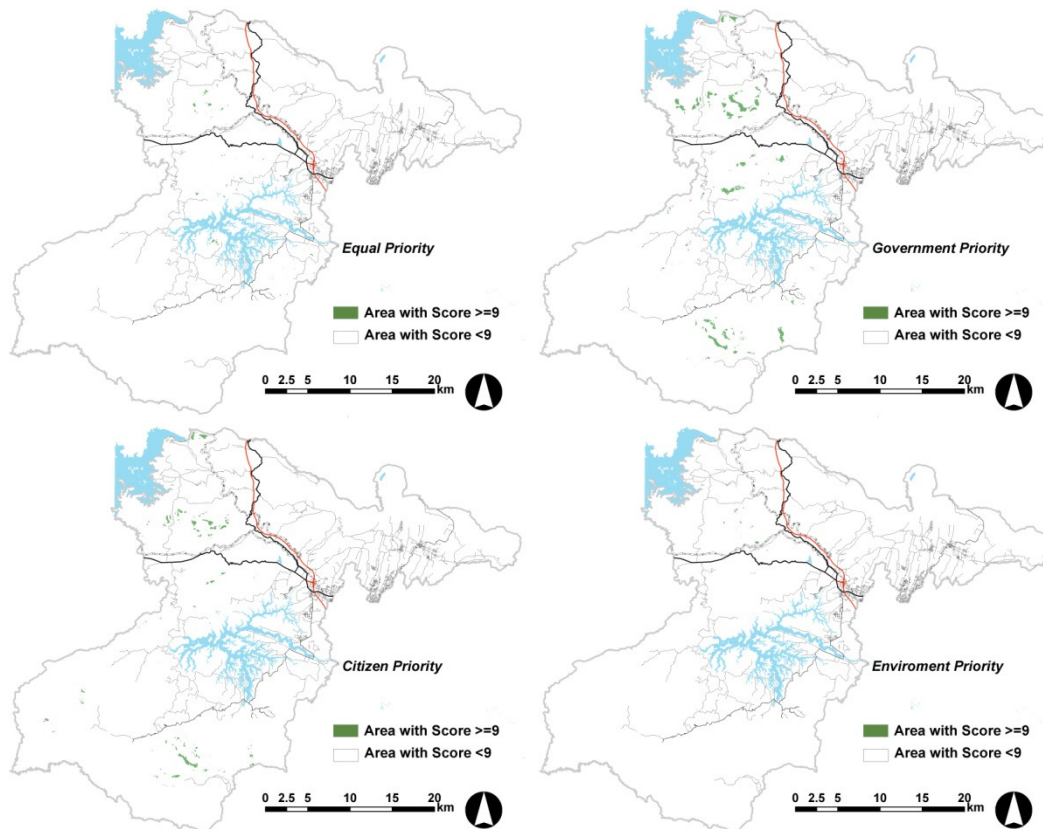 Equal Priority
Area with Score >=9
Area with Score <9
0 2.5 5 10 15 20
km
Government Priority
Area with Score >=9
Area with Score <9
0 2.5 5 10 15 20
km
Citizen Priority
Area with Score >=9
Area with Score <9
0 2.5 5 10 15 20
km
Enviroment Priority
Area with Score >=9
Area with Score <9
0 2.5 5 10 15 20
km